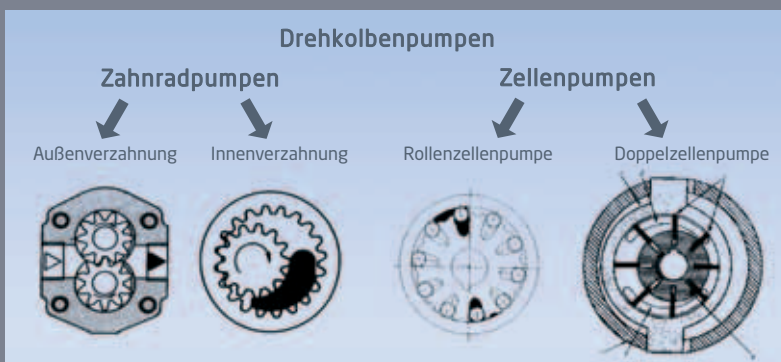 Drehkolbenpumpen
Zahnradpumpen Zellenpumpen
Außenverzahnung Innenverzahnung Rollenzellenpumpe Doppelzellenpumpe